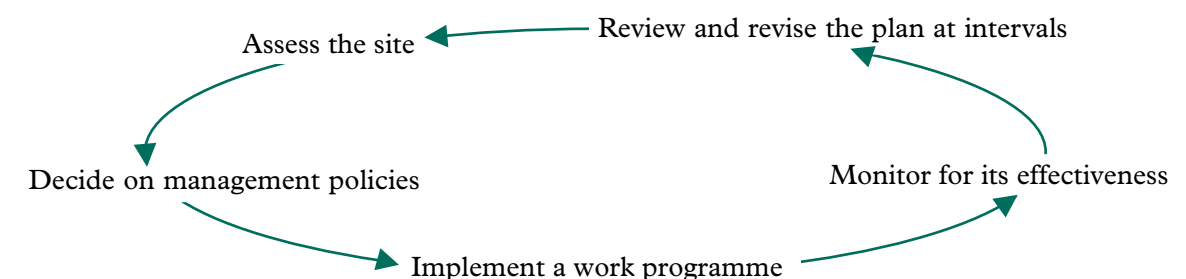 Review and revise the plan at intervals
Assess the site
Decide on management policies
Monitor for its effectiveness
Implement a work programme